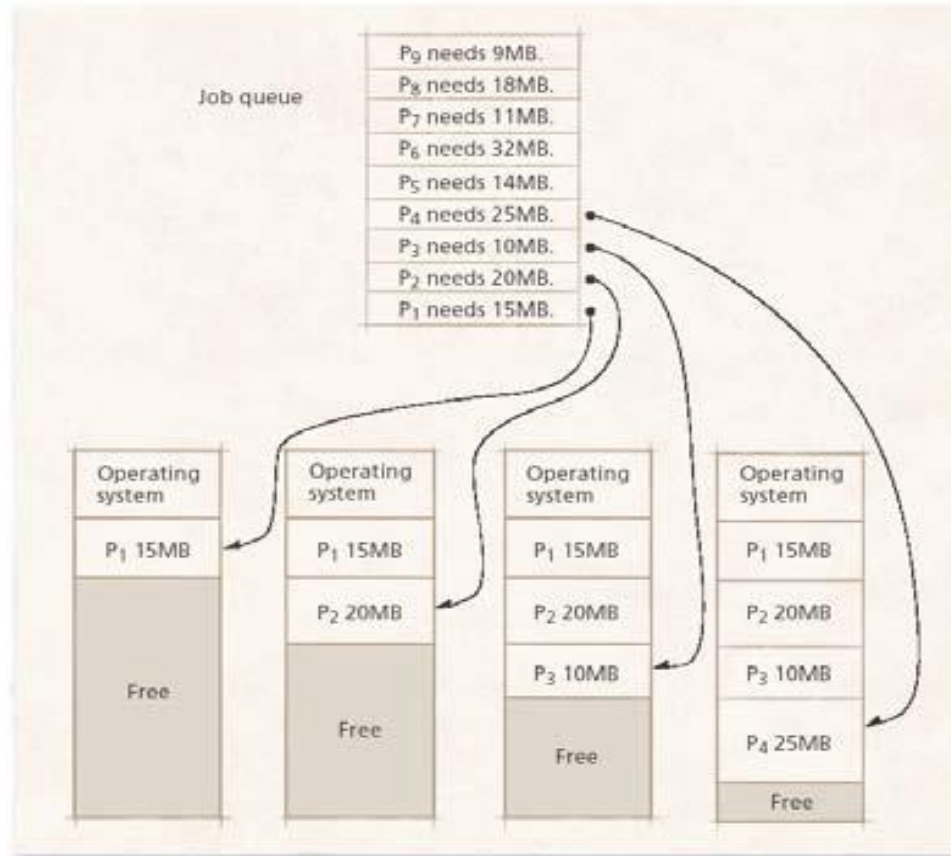 Job queue
P₉ needs 9MB.
P₈ needs 18MB.
P₇ needs 11MB.
P₆ needs 32MB.
P₅ needs 14MB.
P₄ needs 25MB.
P₃ needs 10MB.
P₂ needs 20MB.
P₁ needs 15MB.
Operating
system
P₁ 15MB
Free
Operating
system
P₁ 15MB
P₂ 20MB
Free
Operating
system
P₁ 15MB
P₂ 20MB
P₃ 10MB
Free
Operating
system
P₁ 15MB
P₂ 20MB
P₃ 10MB
P₄ 25MB
Free